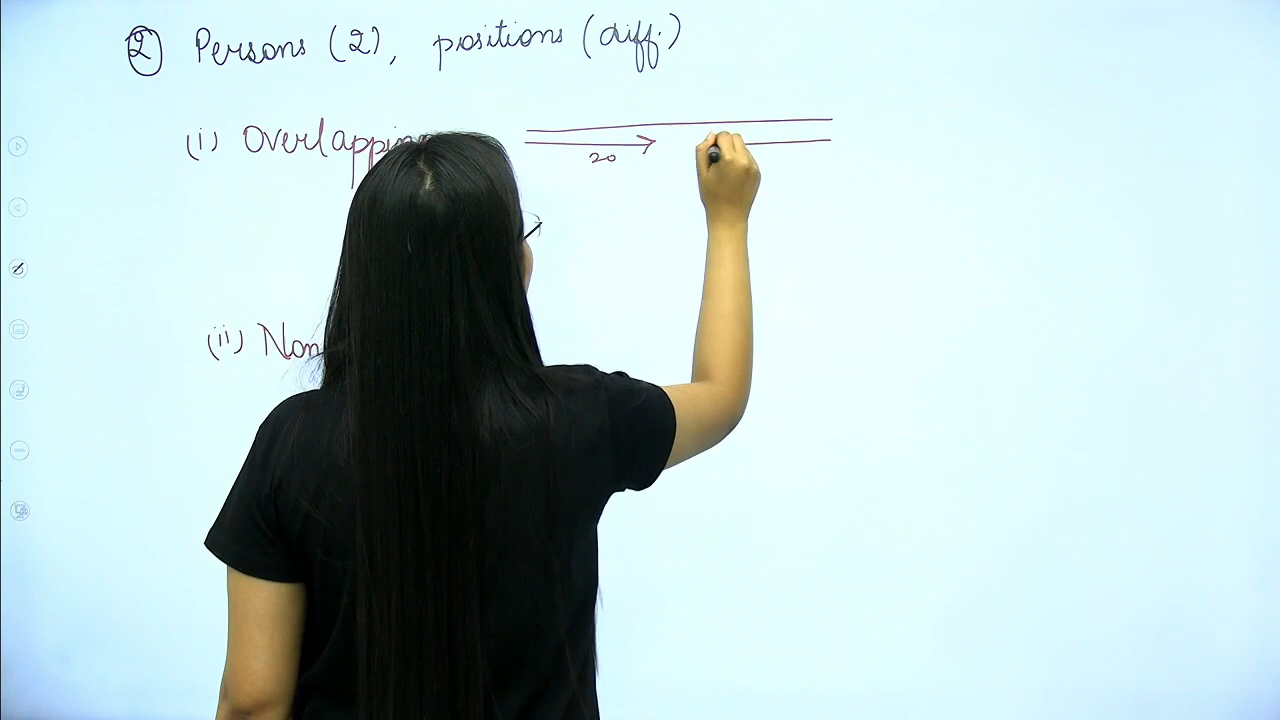 ② Persons (2), positions (diff.)
(i) Overlapping
20
(ii) Non